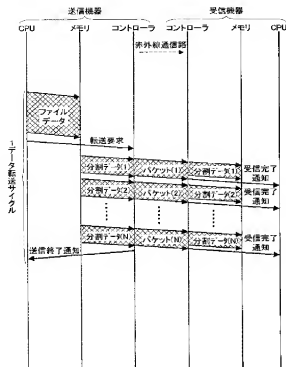 送信機器
受信機器
CPU
メモリ
コントローラ
コントローラ
メモリ
CPU
赤外線通信路
ファイル
データ
転送要求
1データ転送サイクル
分割データ(1)
パケット(1)
分割データ(1)
受信完了
通知
分割データ(2)
パケット(2)
分割データ(2)
受信完了
通知
分割データ(N)
パケット(N)
分割データ(N)
受信完了
通知
送信終了通知